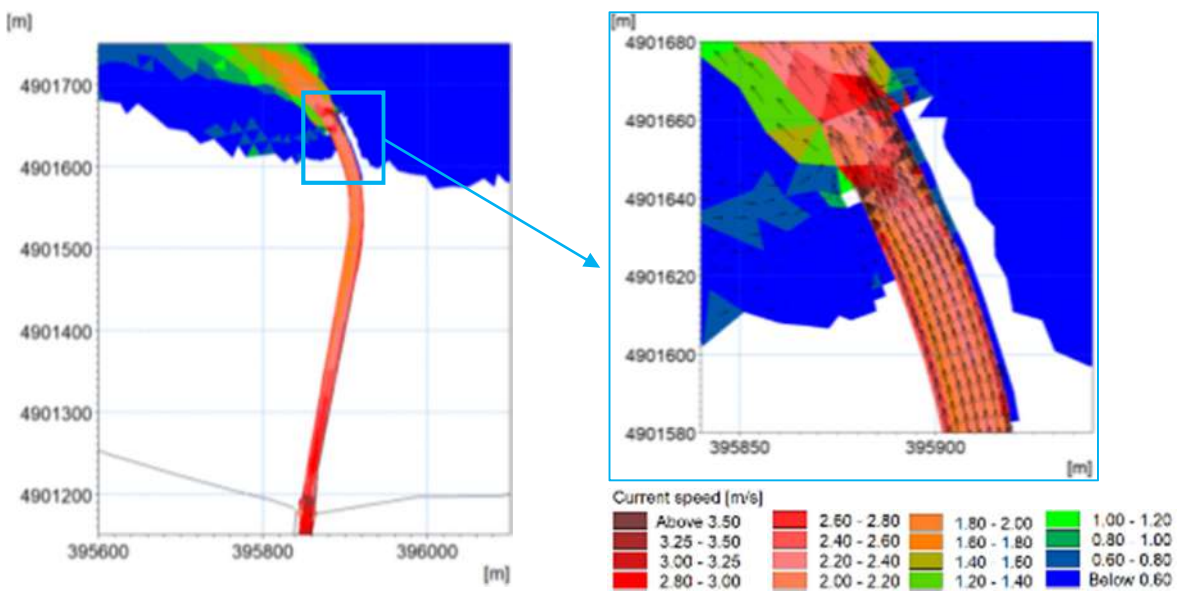 [m]
4901700
4901600
4901500
4901400
4901300
4901200
395600 395800 396000
[m]
[m]
4901680
4901660
4901640
4901620
4901600
4901580
395850 395900
[m]
Current speed [m/s]
Above 3.50
3.25 - 3.50
3.00 - 3.25
2.80 - 3.00
2.60 - 2.80
2.40 - 2.60
2.20 - 2.40
2.00 - 2.20
1.80 - 2.00
1.60 - 1.80
1.40 - 1.60
1.20 - 1.40
1.00 - 1.20
0.80 - 1.00
0.60 - 0.80
Below 0.60